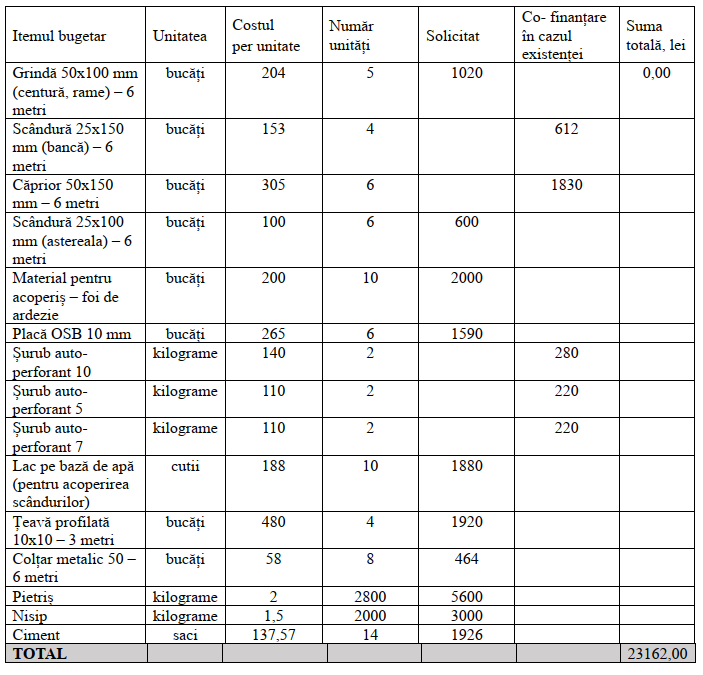 Itemul bugetar Unitatea Costul per unitate Număr unități Solicitat Co- finanțare în cazul existenței Suma totală, lei
Grindă 50x100 mm bucăți 204 5 1020 0,00
(centură, rame) – 6
metri
Scândură 25x150 bucăți 153 4 612
mm (bancă) – 6
metri
Căprior 50x150 bucăți 305 6 1830
mm – 6 metri
Scândură 25x100 bucăți 100 6 600
mm (astereala) – 6
metri
Material pentru bucăți 200 10 2000
acoperiș – foi de
ardezie
Placă OSB 10 mm bucăți 265 6 1590
Șurub auto- kilograme 140 2 280
perforant 10
Șurub auto- kilograme 110 2 220
perforant 5
Șurub auto- kilograme 110 2 220
perforant 7
Lac pe bază de apă cutii 188 10 1880
(pentru acoperirea
scândurilor)
Țeavă profilată bucăți 480 4 1920
10x10 – 3 metri
Colțar metalic 50 – bucăți 58 8 464
6 metri
Pietriș kilograme 2 2800 5600
Nisip kilograme 1,5 2000 3000
Ciment saci 137,57 14 1926
TOTAL 23162,00